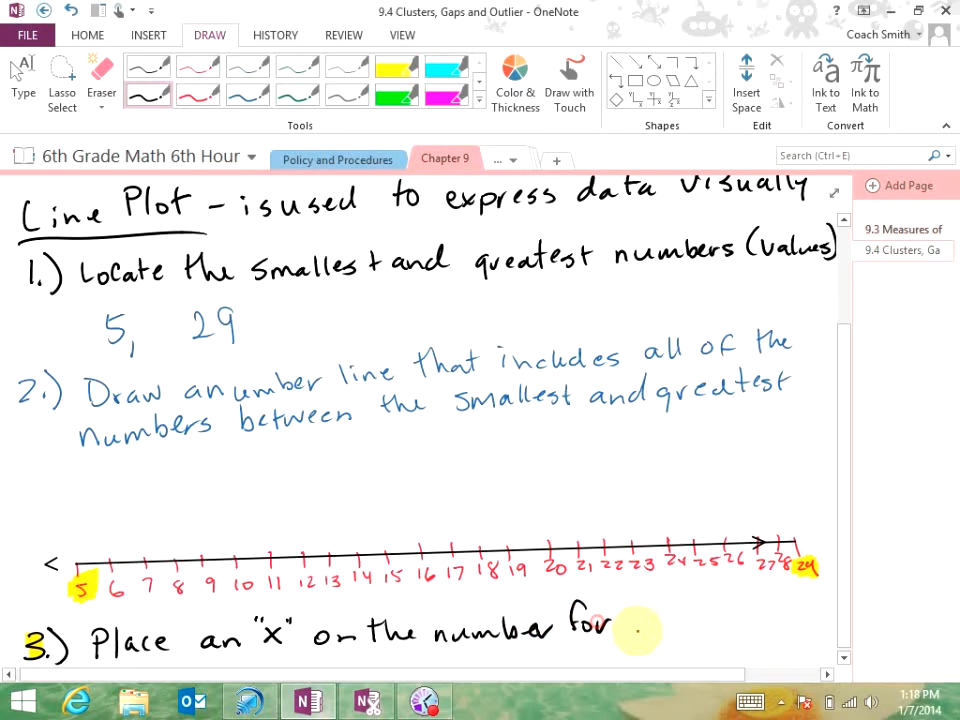 9.4 Clusters, Gaps and Outlier - OneNote
FILE HOME INSERT DRAW HISTORY REVIEW VIEW Coach Smith
Type Lasso Select Eraser Color & Thickness Draw with Touch Insert Space Ink to Text Ink to Math
Tools Shapes Edit Convert
6th Grade Math 6th Hour Policy and Procedures Chapter 9 ... Search (Ctrl+E)
Add Page
9.3 Measures of
9.4 Clusters, Ga
Line Plot - is used to express data visually
1.) Locate the smallest and greatest numbers (values)
5, 29
2.) Draw a number line that includes all of the
numbers between the smallest and greatest
5 6 7 8 9 10 11 12 13 14 15 16 17 18 19 20 21 22 23 24 25 26 27 28 29
3.) Place an "x" on the number for
1:18 PM
1/7/2014